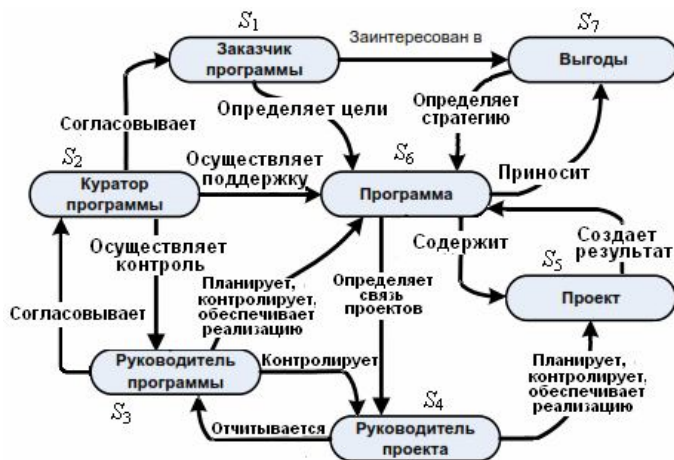 S₁
S₇
Заказчик
программы
Заинтересован в
Выгоды
Определяет цели
Определяет
стратегию
Согласовывает
S₂
Куратор
программы
Осуществляет
поддержку
S₆
Программа
Приносит
Осуществляет
контроль
Содержит
Создает
результат
S₅
Проект
Планирует,
контролирует,
обеспечивает
реализацию
Определяет
связь
проектов
Согласовывает
Руководитель
программы
S₃
Контролирует
Отчитывается
S₄
Руководитель
проекта
Планирует,
контролирует,
обеспечивает
реализацию